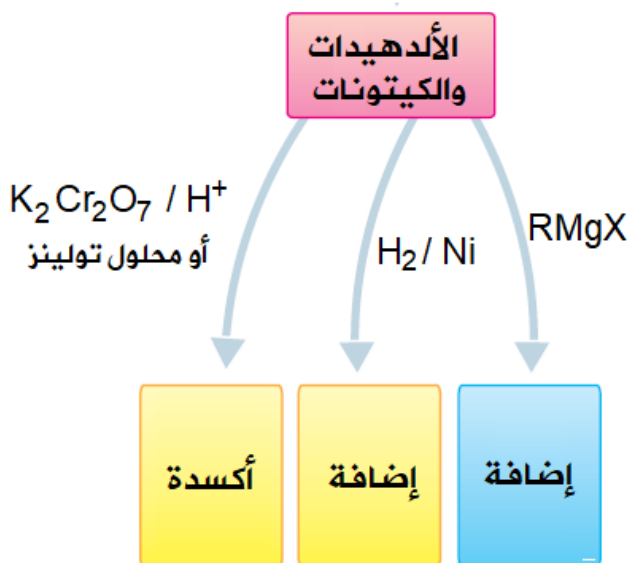 الألدهيدات
والكيتونات
K₂Cr₂O₇ / H⁺
أو محلول تولينز
H₂ / Ni
RMgX
أكسدة
إضافة
إضافة